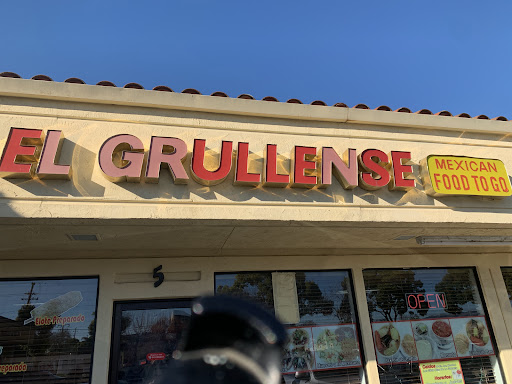 EL GRULLENSE
MEXICAN
FOOD TO GO
5
OPEN